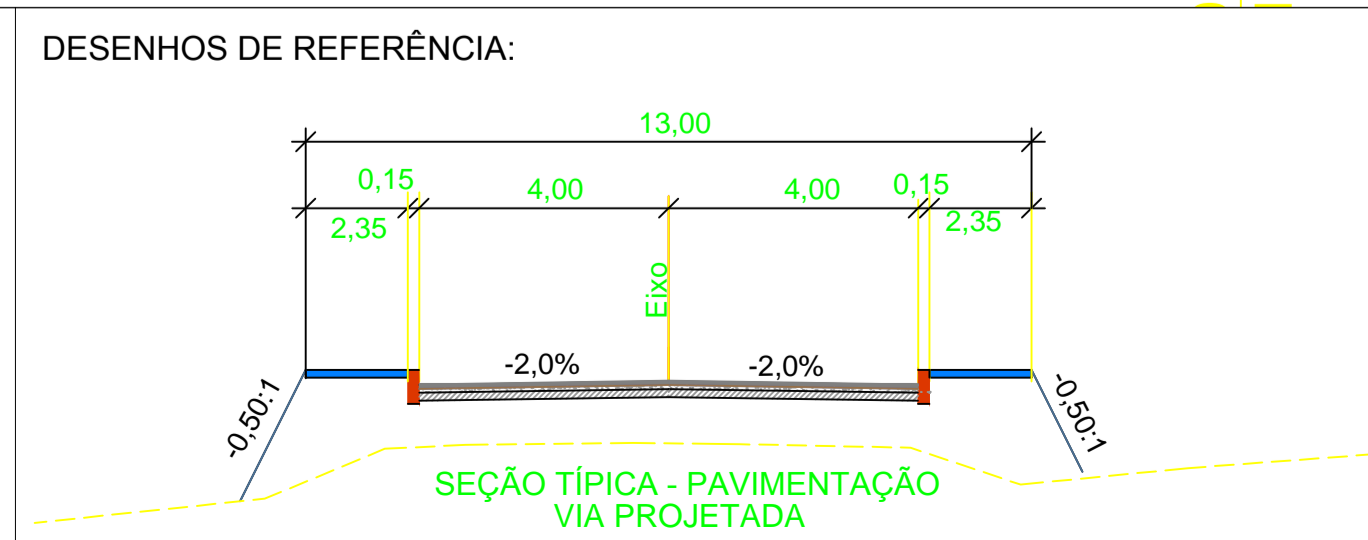 DESENHOS DE REFERÊNCIA:
13,00
0,15
4,00
4,00
0,15
2,35
2,35
Eixo
-2,0%
-2,0%
-0,50:1
-0,50:1
SEÇÃO TÍPICA - PAVIMENTAÇÃO
VIA PROJETADA